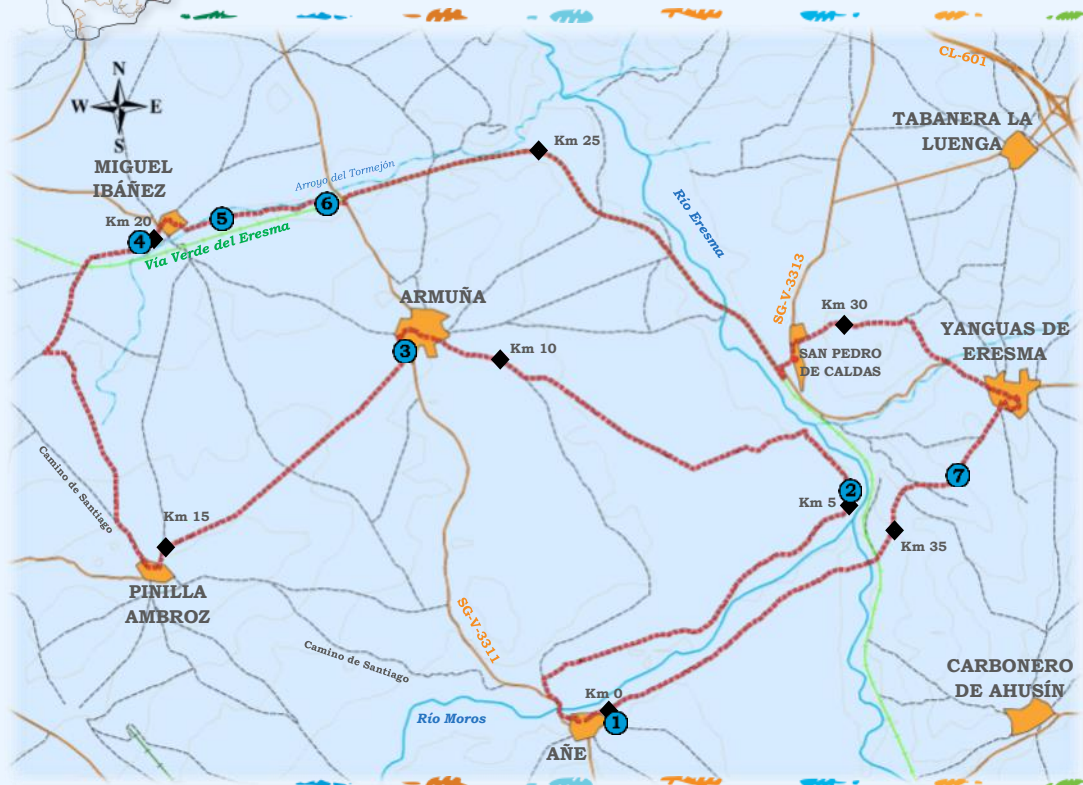 CL-601
N
W
E
S
TABANERA LA
LUENGA
MIGUEL
IBÁÑEZ
Km 25
Arroyo del Tormejón
Km 20
4
5
6
Vía Verde del Eresma
Río Eresma
SG-V-3313
ARMUÑA
3
Km 10
Km 30
SAN PEDRO
DE CALDAS
YANGUAS DE
ERESMA
Camino de Santiago
Km 15
2
Km 5
7
Km 35
PINILLA
AMBROZ
SG-V-3311
Camino de Santiago
Río Moros
Km 0
1
AÑE
CARBONERO
DE AHUSÍN